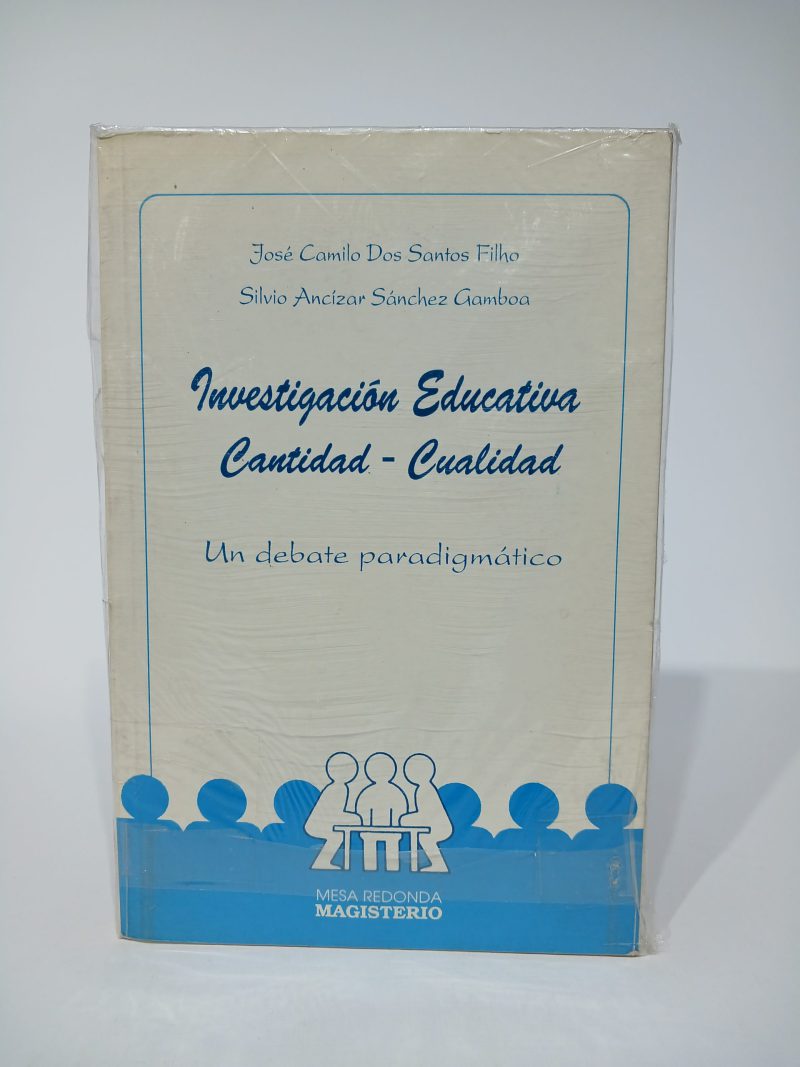 José Camilo Dos Santos Filho
Silvio Ancízar Sánchez Gamboa
Investigación Educativa
Cantidad - Cualidad
Un debate paradigmático
MESA REDONDA
MAGISTERIO